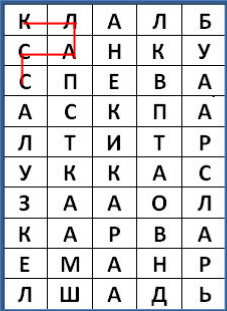 К Л А Л Б
С А Н К У
С П Е В А
А С К П А
Л Т И Т Р
У К К А С
З А А О Л
К А Р В А
Е М А Н Р
Л Ш А Д Ь